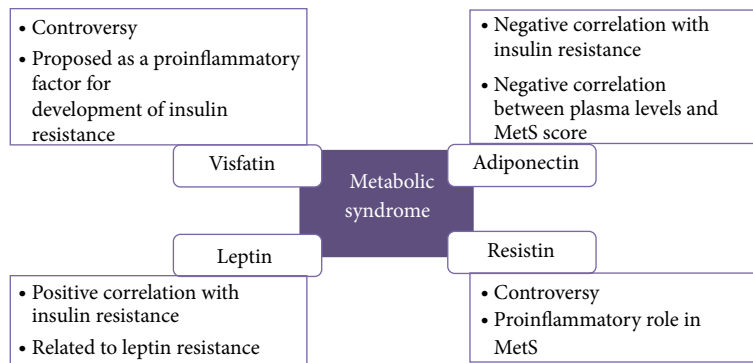 • Controversy
• Proposed as a proinflammatory
factor for
development of insulin
resistance
Visfatin
• Negative correlation with
insulin resistance
• Negative correlation
between plasma levels and
MetS score
Adiponectin
Metabolic
syndrome
Leptin
• Positive correlation with
insulin resistance
• Related to leptin resistance
Resistin
• Controversy
• Proinflammatory role in
MetS